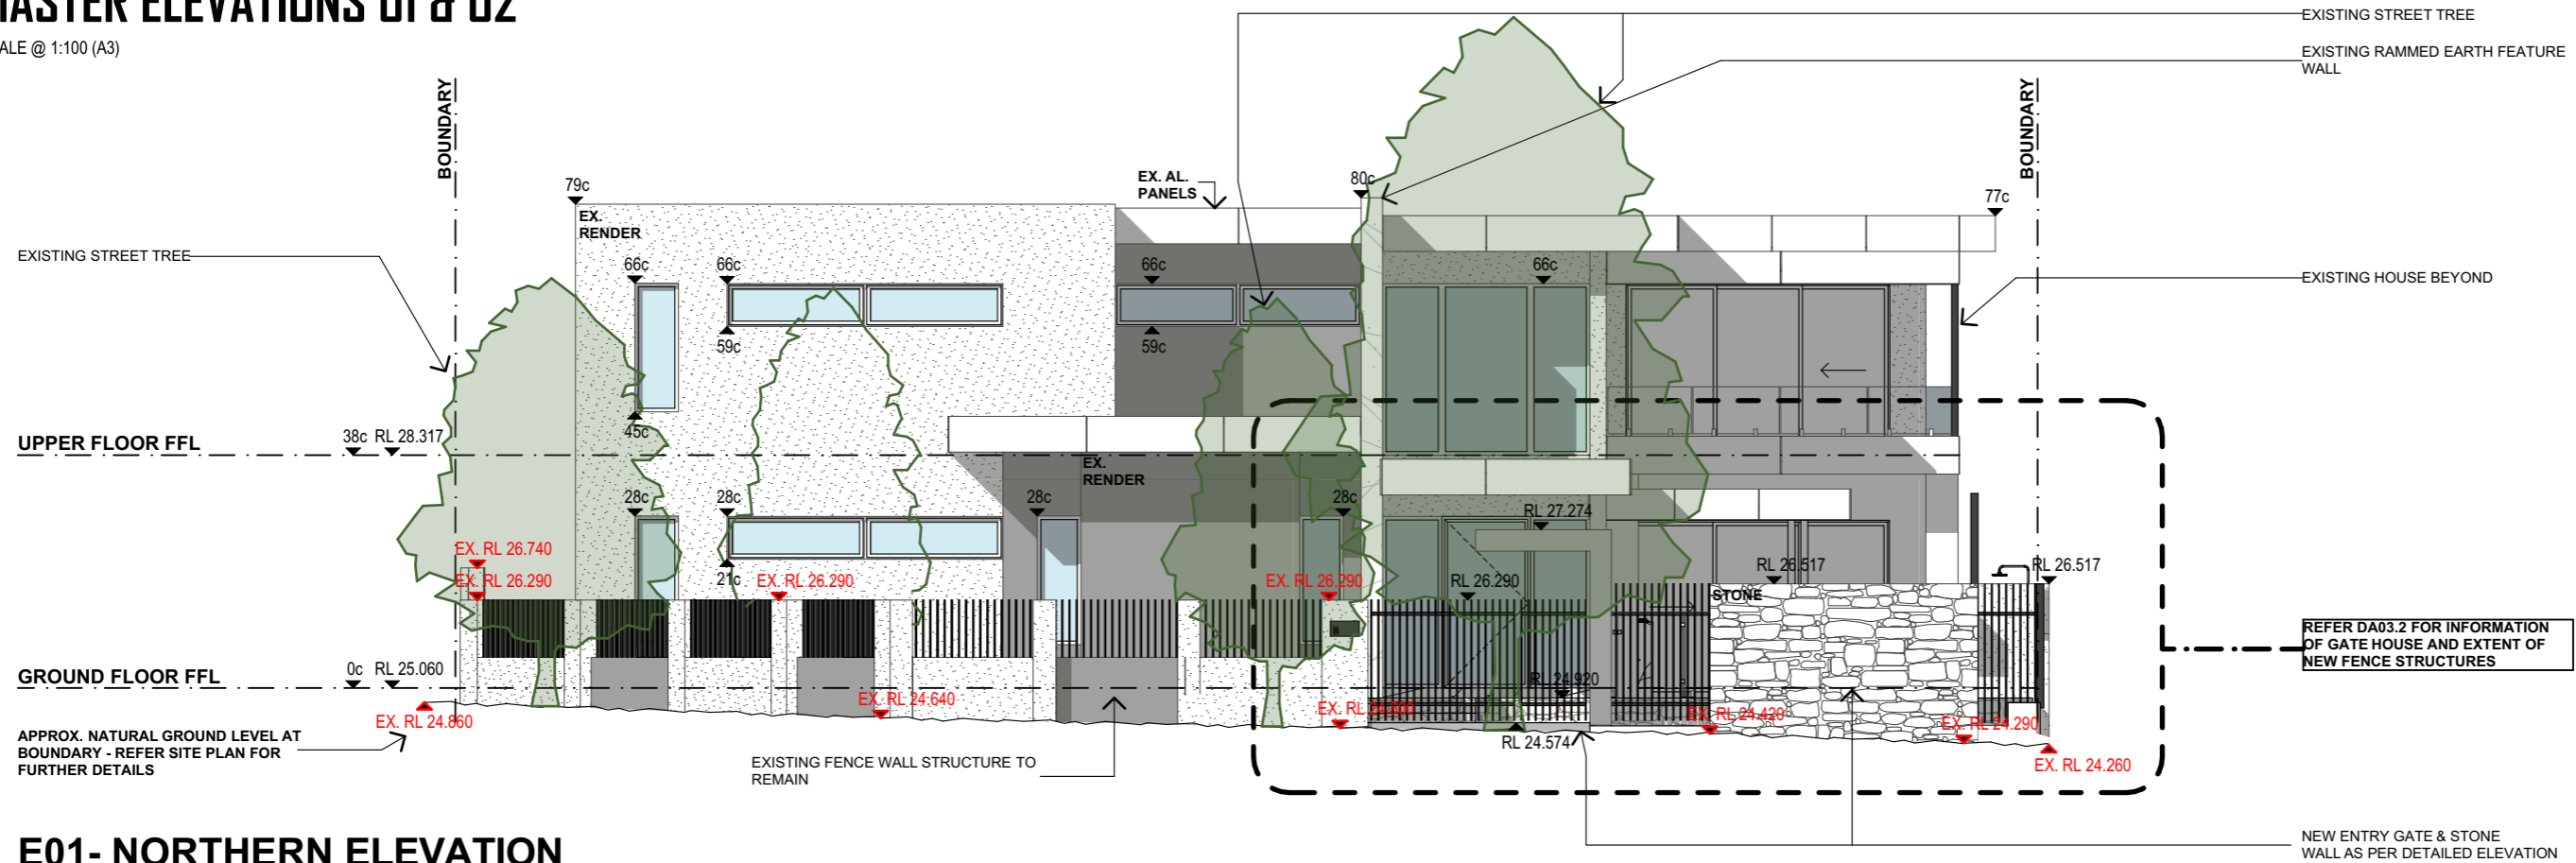 MASTER ELEVATIONS 01 & 02
ALE @ 1:100 (A3)
EXISTING STREET TREE
EXISTING RAMMED EARTH FEATURE
WALL
BOUNDARY
BOUNDARY
79c
EX.
RENDER
EX. AL.
PANELS
80c
77c
EXISTING STREET TREE
66c
66c
66c
66c
EXISTING HOUSE BEYOND
59c
59c
45c
UPPER FLOOR FFL
38c RL 28.317
EX.
RENDER
28c
28c
28c
28c
RL 27.274
EX. RL 26.740
EX. RL 26.290
21c
EX. RL 26.290
EX. RL 26.290
RL 26.290
RL 26.517
RL 26.517
STONE
REFER DA03.2 FOR INFORMATION
OF GATE HOUSE AND EXTENT OF
NEW FENCE STRUCTURES
GROUND FLOOR FFL
0c RL 25.060
RL 24.920
EX. RL 24.860
EX. RL 24.640
EX. RL 24.500
EX. RL 24.420
EX. RL 24.290
RL 24.574
EX. RL 24.260
APPROX. NATURAL GROUND LEVEL AT
BOUNDARY - REFER SITE PLAN FOR
FURTHER DETAILS
EXISTING FENCE WALL STRUCTURE TO
REMAIN
NEW ENTRY GATE & STONE
WALL AS PER DETAILED ELEVATION
E01- NORTHERN ELEVATION